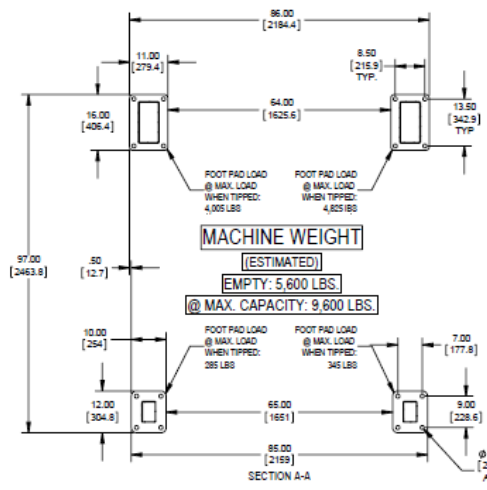 86.00
[2184.4]
11.00
[279.4]
8.50
[215.9]
TYP.
64.00
[1625.6]
16.00
[406.4]
13.50
[342.9]
TYP
FOOT PAD LOAD
@ MAX. LOAD
WHEN TIPPED:
4,005 LBS
FOOT PAD LOAD
@ MAX. LOAD
WHEN TIPPED:
4,825 lBS
MACHINE WEIGHT
(ESTIMATED)
EMPTY: 5,600 LBS.
@ MAX. CAPACITY: 9,600 LBS.
97.00
[2463.8]
.50
[12.7]
10.00
[254]
FOOT PAD LOAD
@ MAX. LOAD
WHEN TIPPED:
285 LBS
FOOT PAD LOAD
@ MAX. LOAD
WHEN TIPPED:
345 LBS
7.00
[177.8]
12.00
[304.8]
65.00
[1651]
9.00
[228.6]
85.00
[2159]
Ø
[2
SECTION A-A